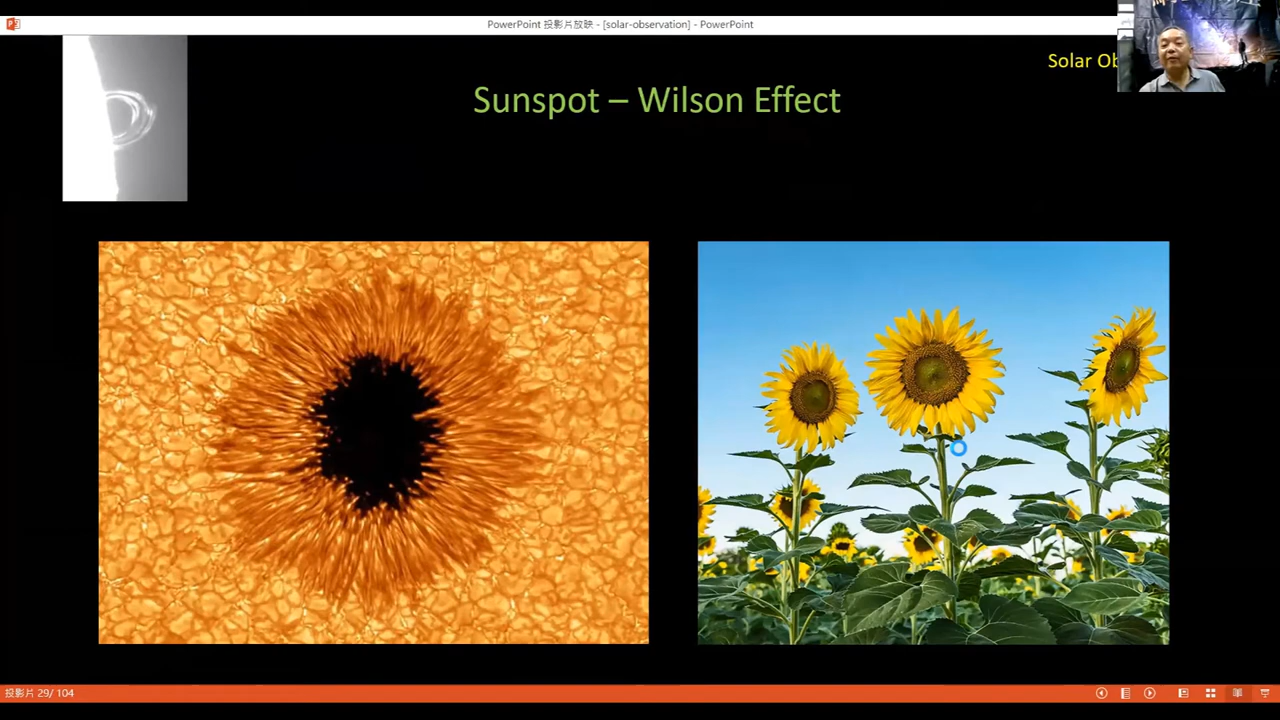 PowerPoint 投影片放映 - [solar-observation] - PowerPoint
Solar Ob
Sunspot – Wilson Effect
投影片 29/ 104